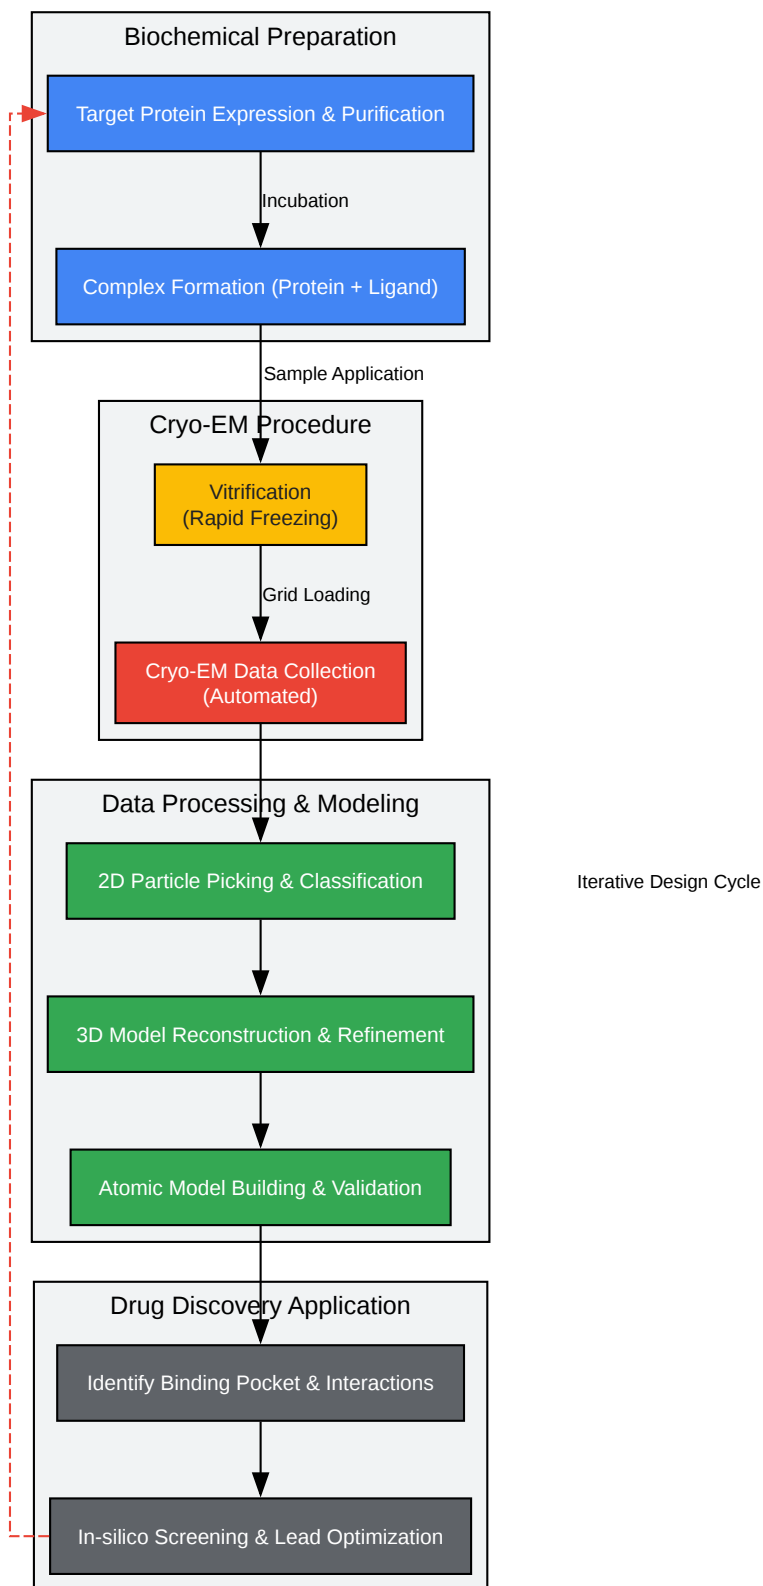 Biochemical Preparation
Target Protein Expression & Purification
Incubation
Complex Formation (Protein + Ligand)
Sample Application
Cryo-EM Procedure
Vitrification
(Rapid Freezing)
Grid Loading
Cryo-EM Data Collection
(Automated)
Data Processing & Modeling
2D Particle Picking & Classification
Iterative Design Cycle
3D Model Reconstruction & Refinement
Atomic Model Building & Validation
Drug Discovery Application
Identify Binding Pocket & Interactions
In-silico Screening & Lead Optimization